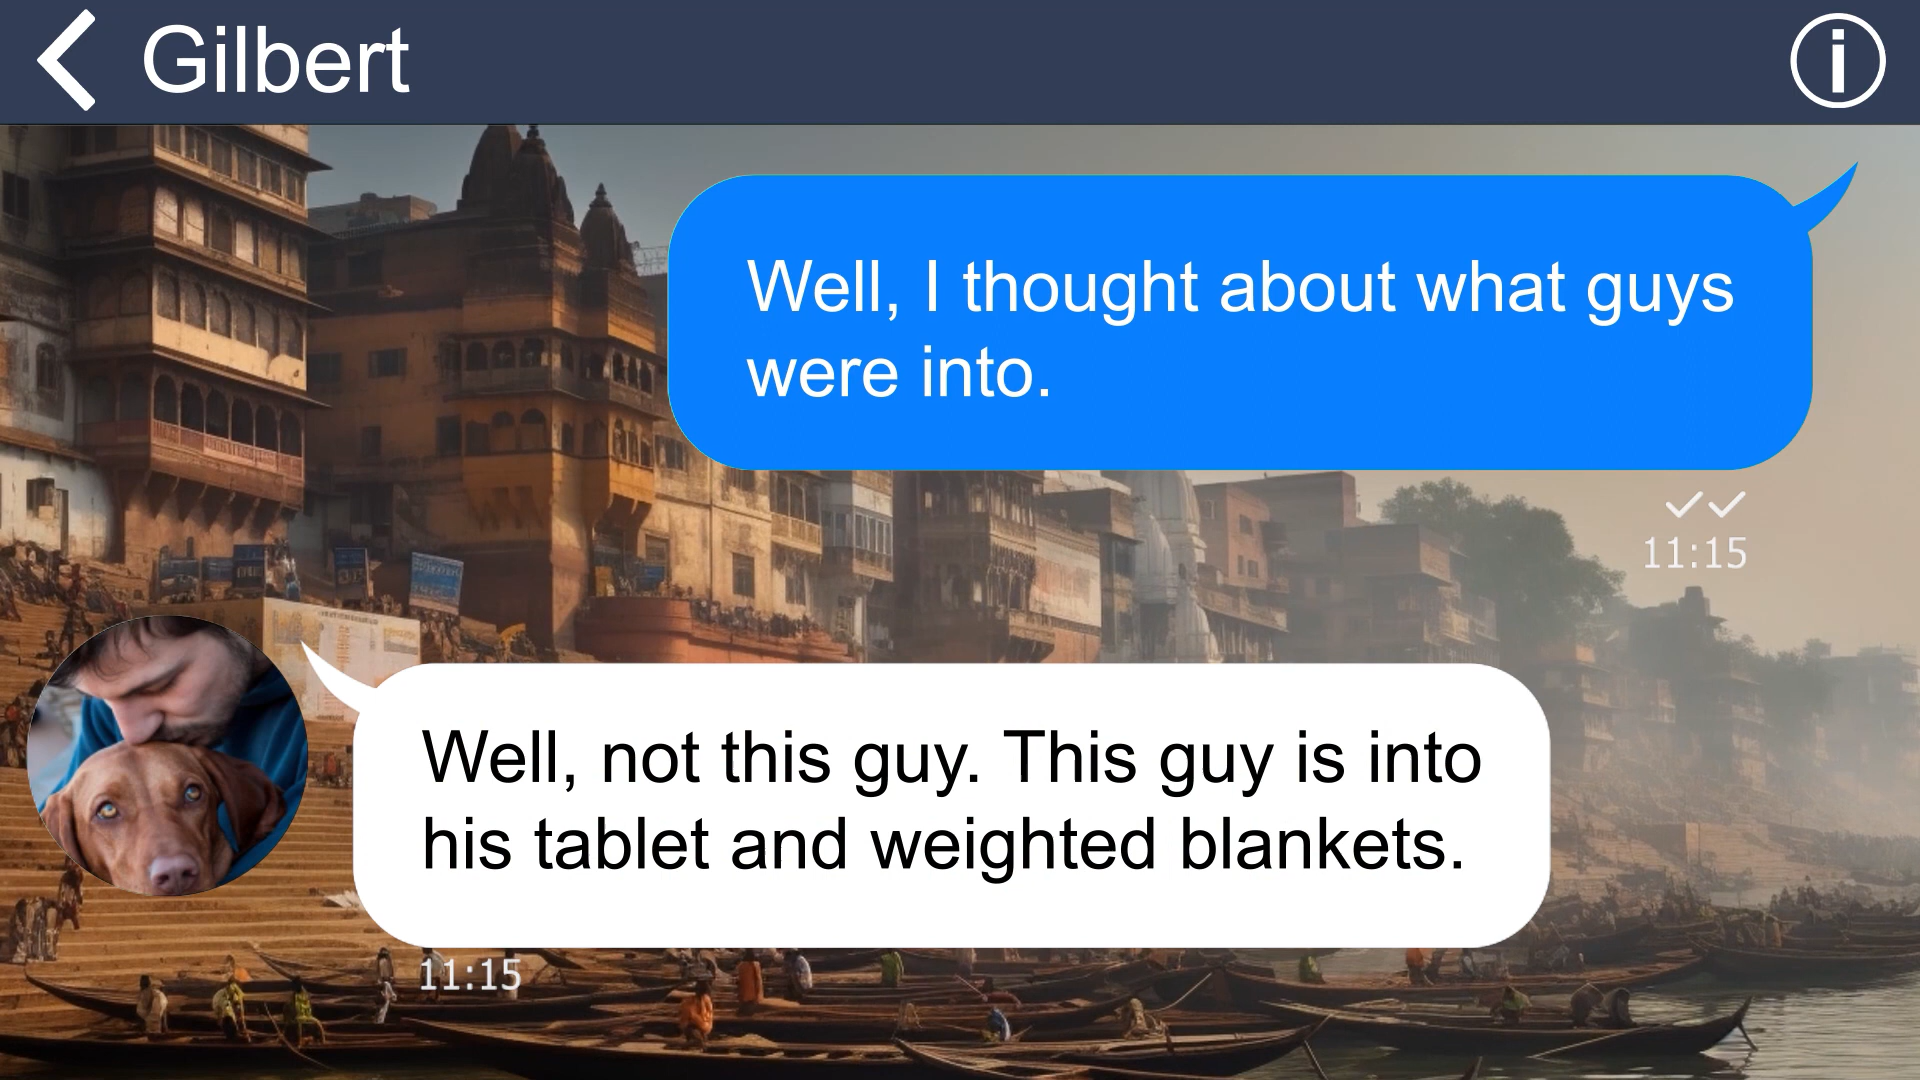 Gilbert
Well, I thought about what guys
were into.
11:15
Well, not this guy. This guy is into
his tablet and weighted blankets.
11:15